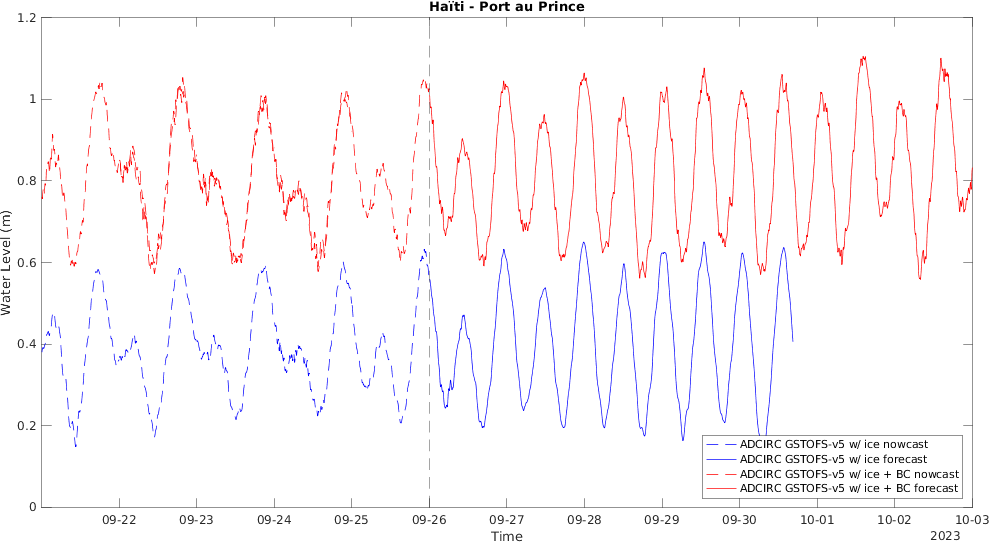 Haïti - Port au Prince
Water Level (m)
1.2
1
0.8
0.6
0.4
0.2
0
09-22 09-23 09-24 09-25 09-26 09-27 09-28 09-29 09-30 10-01 10-02 10-03
Time
2023
ADCIRC GSTOFS-v5 w/ ice nowcast
ADCIRC GSTOFS-v5 w/ ice forecast
ADCIRC GSTOFS-v5 w/ ice + BC nowcast
ADCIRC GSTOFS-v5 w/ ice + BC forecast